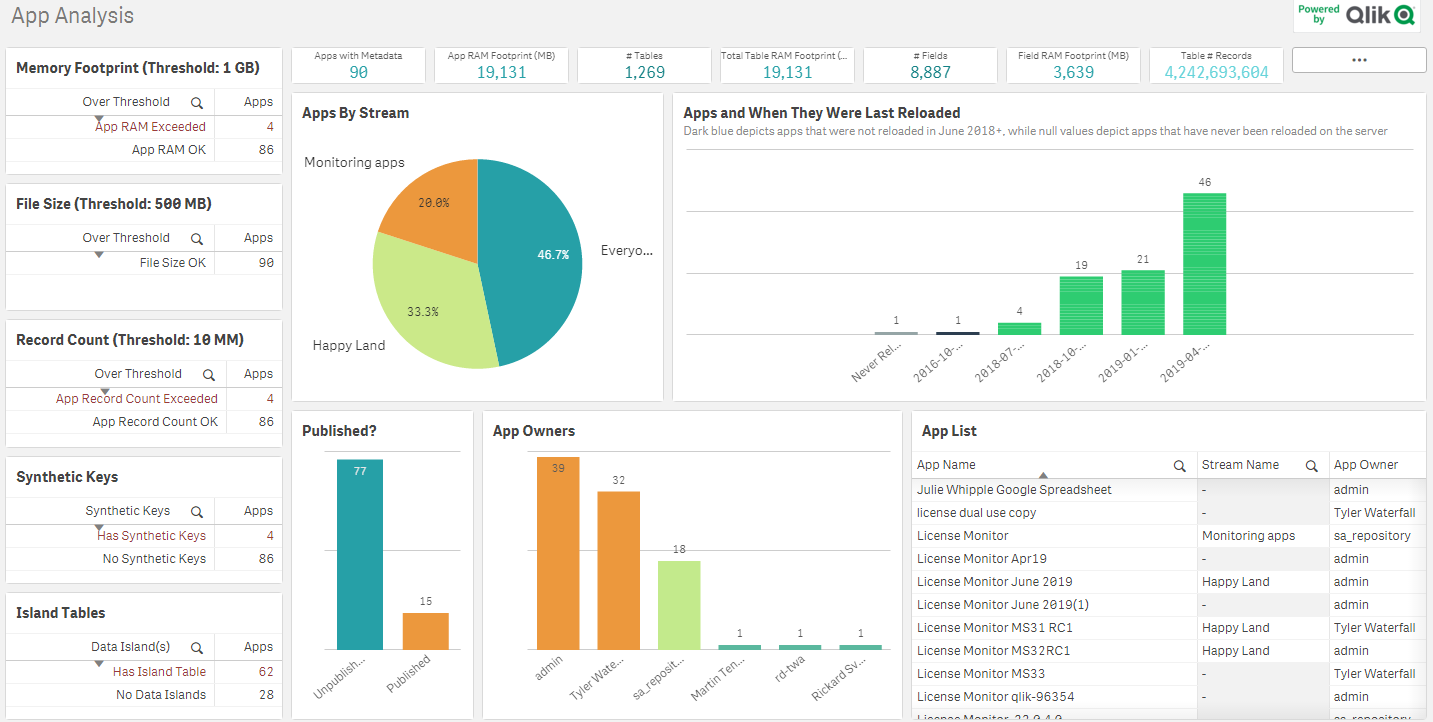 App Analysis
Powered by Qlik
Memory Footprint (Threshold: 1 GB)
Over Threshold Apps
App RAM Exceeded 4
App RAM OK 86
File Size (Threshold: 500 MB)
Over Threshold Apps
File Size OK 90
Record Count (Threshold: 10 MM)
Over Threshold Apps
App Record Count Exceeded 4
App Record Count OK 86
Synthetic Keys
Synthetic Keys Apps
Has Synthetic Keys 4
No Synthetic Keys 86
Island Tables
Data Island(s) Apps
Has Island Table 62
No Data Islands 28
Apps with Metadata
90
App RAM Footprint (MB)
19,131
# Tables
1,269
Total Table RAM Footprint (...
19,131
# Fields
8,887
Field RAM Footprint (MB)
3,639
Table # Records
4,242,693,604
...
Apps By Stream
Monitoring apps
20.0%
46.7%
Everyo...
33.3%
Happy Land
Apps and When They Were Last Reloaded
Dark blue depicts apps that were not reloaded in June 2018+, while null values depict apps that have never been reloaded on the server
1
1
4
19
21
46
Never Rel...
2016-10-...
2018-07-...
2018-10-...
2019-01-...
2019-04-...
Published?
77
15
Unpublish...
Published
App Owners
39
32
18
1
1
1
admin
Tyler Wate...
sa_reposit...
Martin Ten...
rd-twa
Rickard Sv...
App List
App Name Stream Name App Owner
Julie Whipple Google Spreadsheet - admin
license dual use copy - Tyler Waterfall
License Monitor Monitoring apps sa_repository
License Monitor Apr19 - admin
License Monitor June 2019 Happy Land admin
License Monitor June 2019(1) - admin
License Monitor MS31 RC1 Happy Land Tyler Waterfall
License Monitor MS32RC1 Happy Land admin
License Monitor MS33 - Tyler Waterfall
License Monitor qlik-96354 - admin